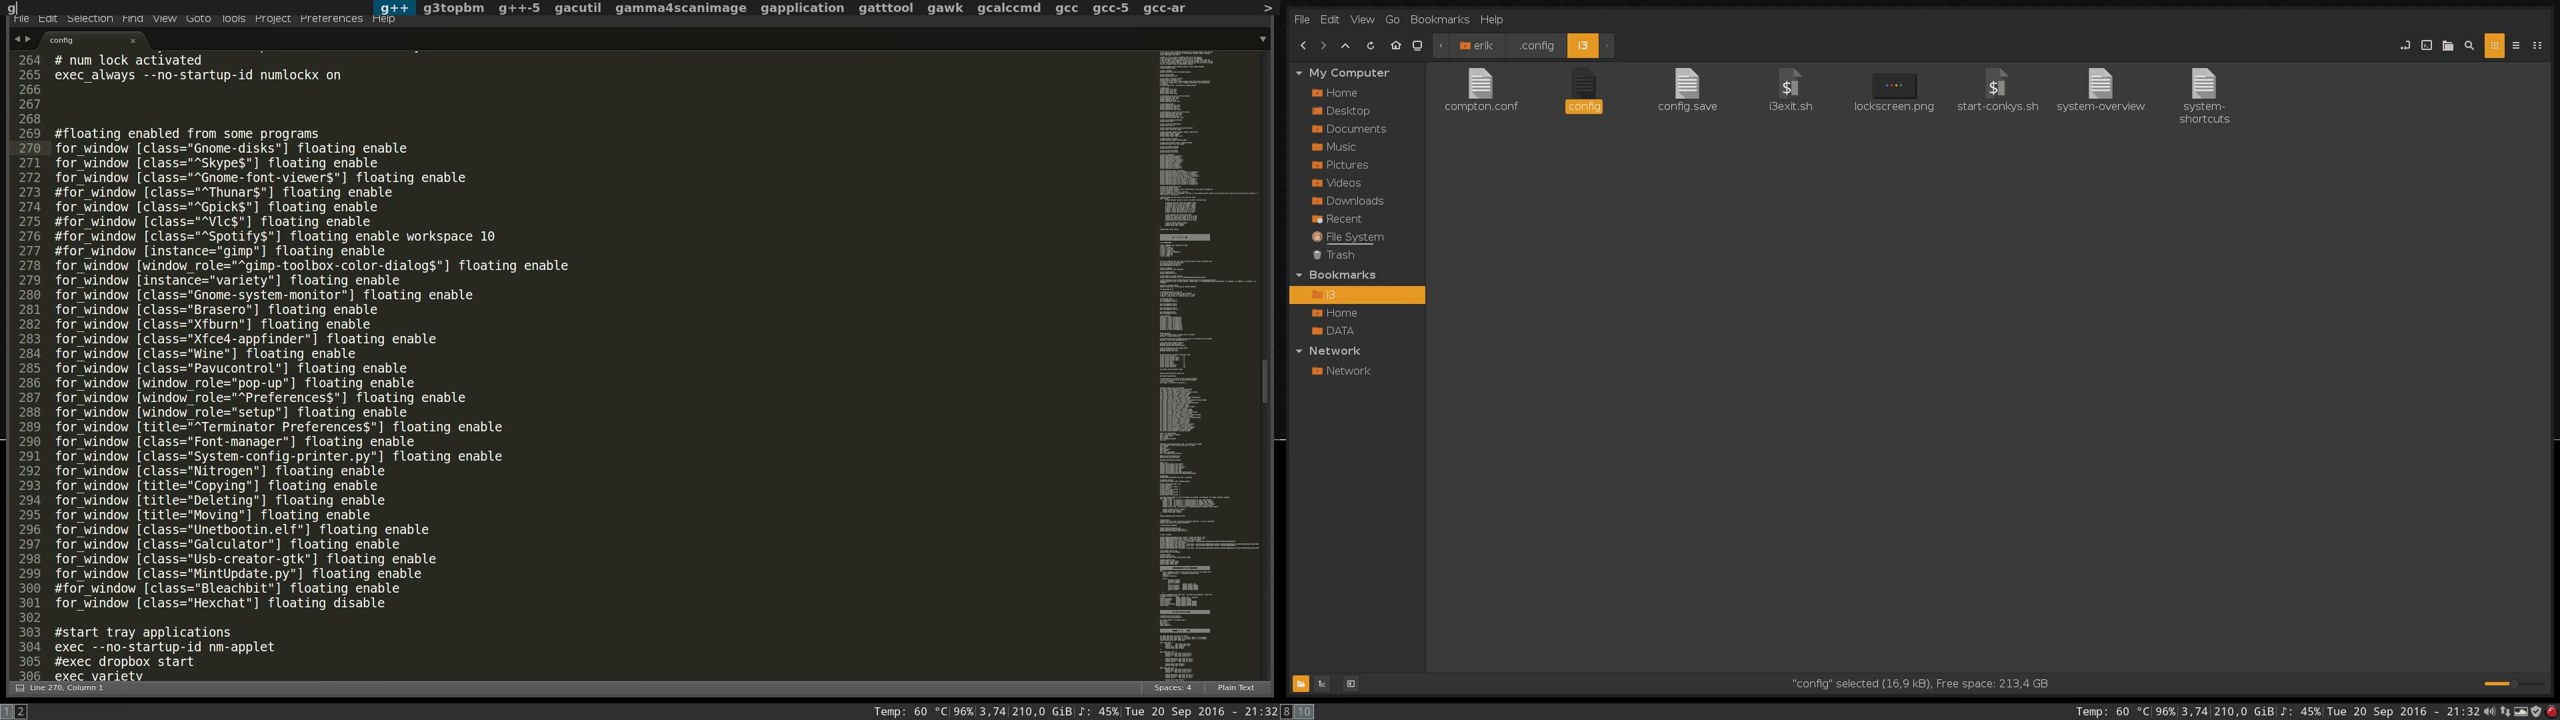 g
g++ g3topbm g++-5 gacutil gamma4scanimage gapplication gatttool gawk gcalccmd gcc gcc-5 gcc-ar >
File Edit Selection Find View Goto Tools Project Preferences Help
config ×
264 # num lock activated
265 exec_always --no-startup-id numlockx on
266
267
268
269 #floating enabled from some programs
270 for_window [class="Gnome-disks"] floating enable
271 for_window [class="^Skype$"] floating enable
272 for_window [class="^Gnome-font-viewer$"] floating enable
273 #for_window [class="^Thunar$"] floating enable
274 for_window [class="^Gpick$"] floating enable
275 #for_window [class="^Vlc$"] floating enable
276 #for_window [class="^Spotify$"] floating enable workspace 10
277 #for_window [instance="gimp"] floating enable
278 for_window [window_role="^gimp-toolbox-color-dialog$"] floating enable
279 for_window [instance="variety"] floating enable
280 for_window [class="Gnome-system-monitor"] floating enable
281 for_window [class="Brasero"] floating enable
282 for_window [class="Xfburn"] floating enable
283 for_window [class="Xfce4-appfinder"] floating enable
284 for_window [class="Wine"] floating enable
285 for_window [class="Pavucontrol"] floating enable
286 for_window [window_role="pop-up"] floating enable
287 for_window [window_role="^Preferences$"] floating enable
288 for_window [window_role="setup"] floating enable
289 for_window [title="^Terminator Preferences$"] floating enable
290 for_window [class="Font-manager"] floating enable
291 for_window [class="System-config-printer.py"] floating enable
292 for_window [class="Nitrogen"] floating enable
293 for_window [title="Copying"] floating enable
294 for_window [title="Deleting"] floating enable
295 for_window [title="Moving"] floating enable
296 for_window [class="Unetbootin.elf"] floating enable
297 for_window [class="Galculator"] floating enable
298 for_window [class="Usb-creator-gtk"] floating enable
299 for_window [class="MintUpdate.py"] floating enable
300 #for_window [class="Bleachbit"] floating enable
301 for_window [class="Hexchat"] floating disable
302
303 #start tray applications
304 exec --no-startup-id nm-applet
305 #exec dropbox start
306 exec variety
Line 270, Column 1 Spaces: 4 Plain Text
1 2 Temp: 60 °C| 96%| 3,74| 210,0 GiB| ♪: 45%| Tue 20 Sep 2016 - 21:32
File Edit View Go Bookmarks Help
erik .config i3
My Computer
Home
Desktop
Documents
Music
Pictures
Videos
Downloads
Recent
File System
Trash
Bookmarks
i3
Home
DATA
Network
Network
compton.conf config config.save i3exit.sh lockscreen.png start-conkys.sh system-overview system-
shortcuts
"config" selected (16,9 kB), Free space: 213,4 GB
8 10 Temp: 60 °C| 96%| 3,74| 210,0 GiB| ♪: 45%| Tue 20 Sep 2016 - 21:32